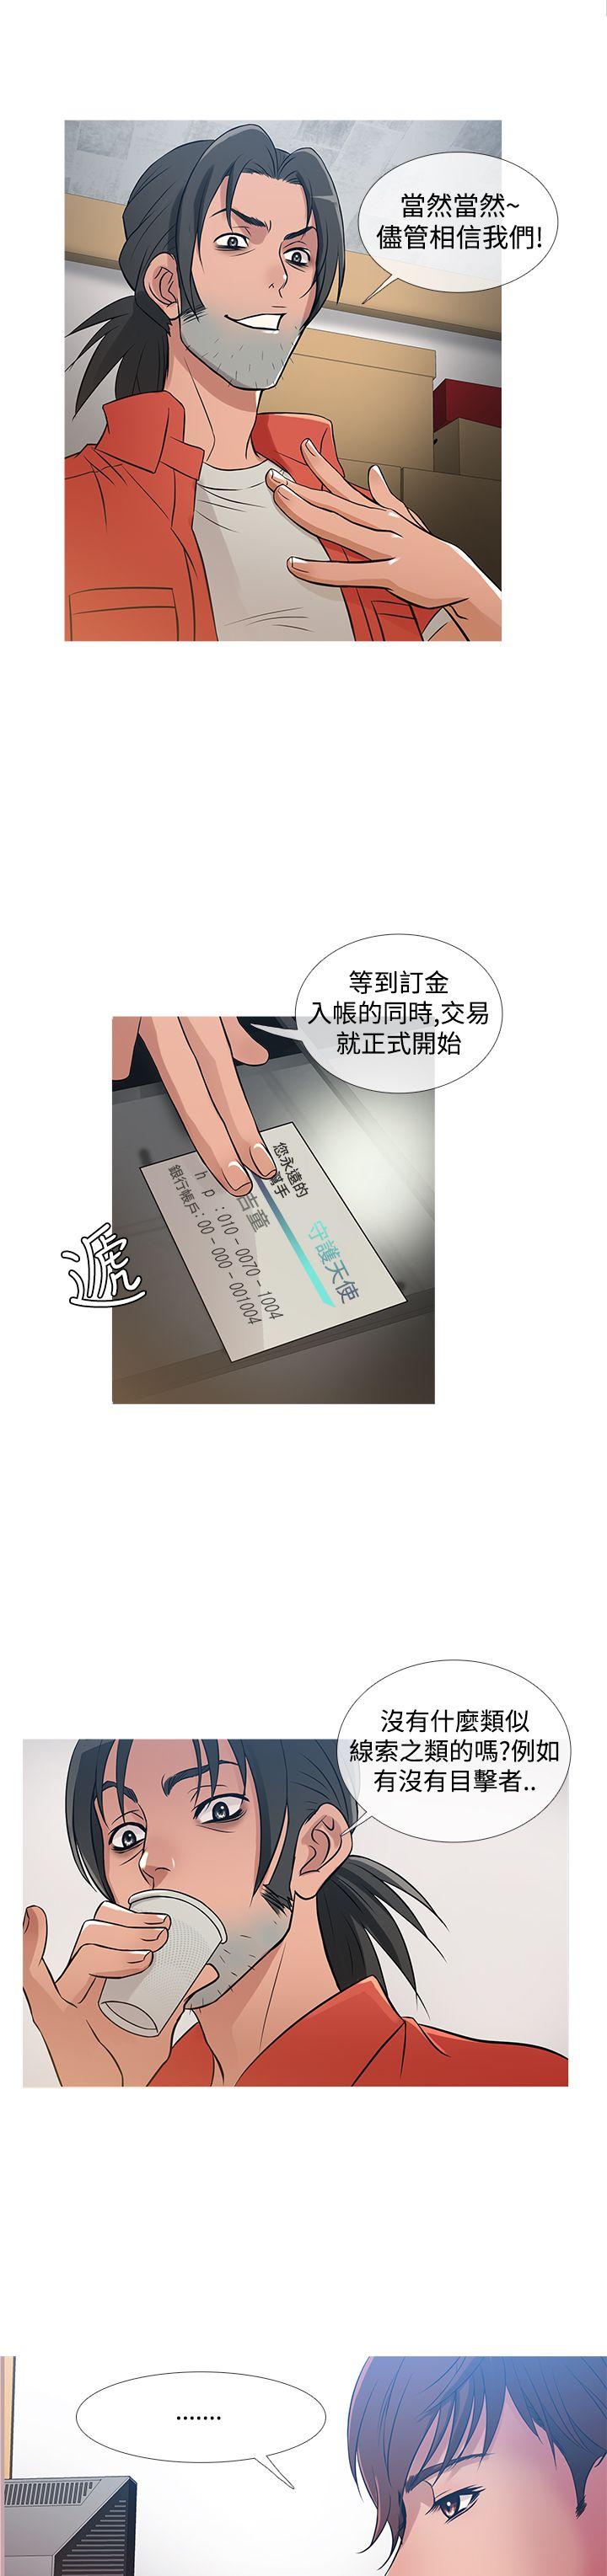 當然當然~
儘管相信我們!
等到訂金
入帳的同時,交易
就正式開始
您永遠的
幫手
守護天使
吉童
hp :010-0070-1004
銀行帳戶:00-000-001004
遞
沒有什麼類似
線索之類的嗎?例如
有沒有目擊者..
.......